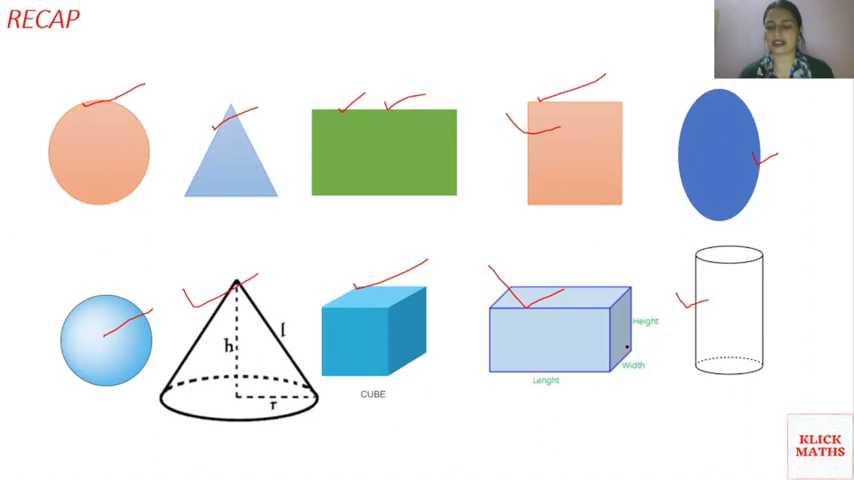 RECAP
h
l
r
CUBE
Height
Width
Lenght
KLICK
MATHS